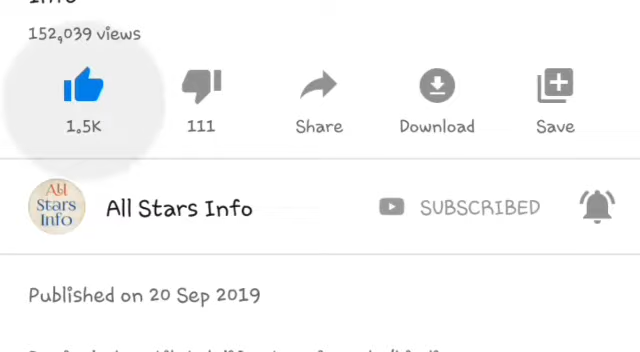 152,039 views
1.5K 111 Share Download Save
All
Stars
Info
All Stars Info SUBSCRIBED
Published on 20 Sep 2019